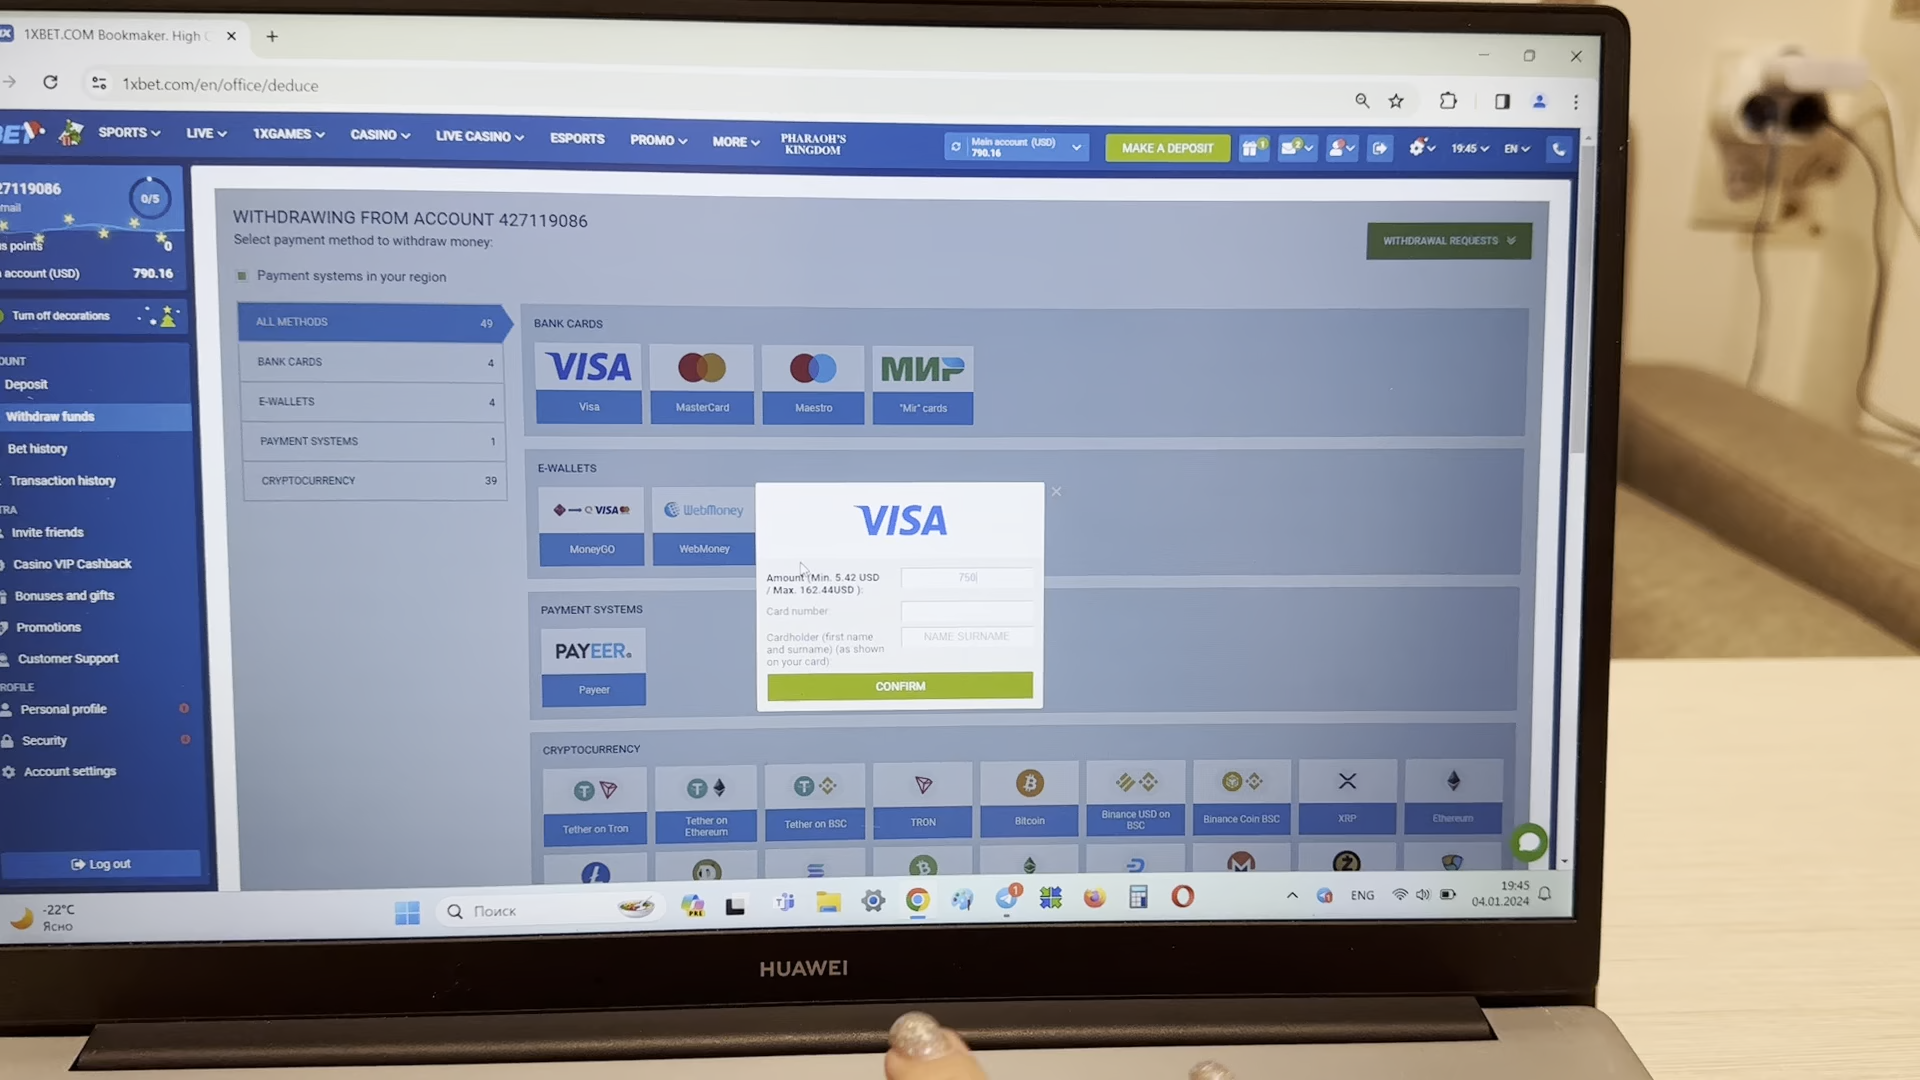 1XBET.COM Bookmaker. High
1xbet.com/en/office/deduce
SPORTS
LIVE
1XGAMES
CASINO
LIVE CASINO
ESPORTS
PROMO
MORE
PHARAOH'S
KINGDOM
Main account (USD)
790.16
MAKE A DEPOSIT
1
2
19:45
EN
27119086
0/5
0
account (USD)
790.16
Turn off decorations
Deposit
Withdraw funds
Bet history
Transaction history
Invite friends
Casino VIP Cashback
Bonuses and gifts
Promotions
Customer Support
Personal profile
Security
Account settings
Log out
WITHDRAWING FROM ACCOUNT 427119086
Select payment method to withdraw money:
WITHDRAWAL REQUESTS
Payment systems in your region
ALL METHODS 49
BANK CARDS 4
E-WALLETS 4
PAYMENT SYSTEMS 1
CRYPTOCURRENCY 39
BANK CARDS
VISA
МИР
Visa
MasterCard
Maestro
"Mir" cards
E-WALLETS
VISA
WebMoney
MoneyGO
WebMoney
PAYMENT SYSTEMS
PAYEER
Payeer
VISA
Amount (Min. 5.42 USD
/ Max. 162.44USD ):
750
Card number
Cardholder (first name
and surname) (as shown
on your card)
NAME SURNAME
CONFIRM
CRYPTOCURRENCY
Tether on Tron
Tether on
Ethereum
Tether on BSC
TRON
Bitcoin
Binance USD on
BSC
Binance Coin BSC
XRP
Ethereum
-22°C
Ясно
Поиск
PRE
1
ENG
19:45
04.01.2024
HUAWEI